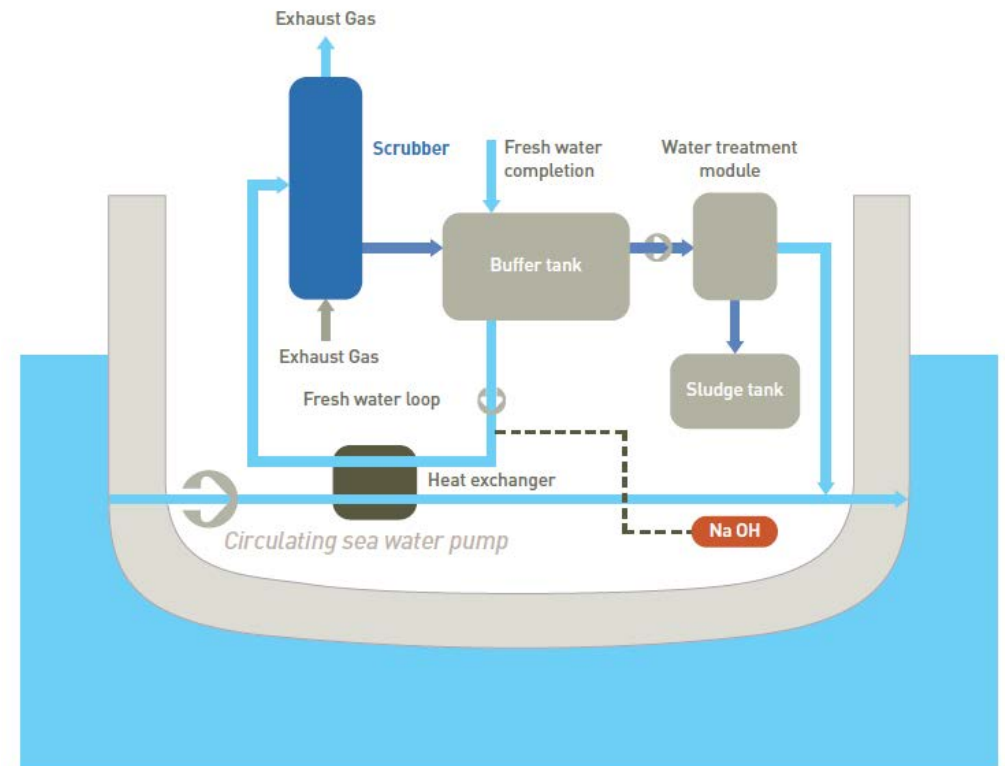 Exhaust Gas
Scrubber
Fresh water
completion
Water treatment
module
Buffer tank
Exhaust Gas
Sludge tank
Fresh water loop
Heat exchanger
Na OH
Circulating sea water pump